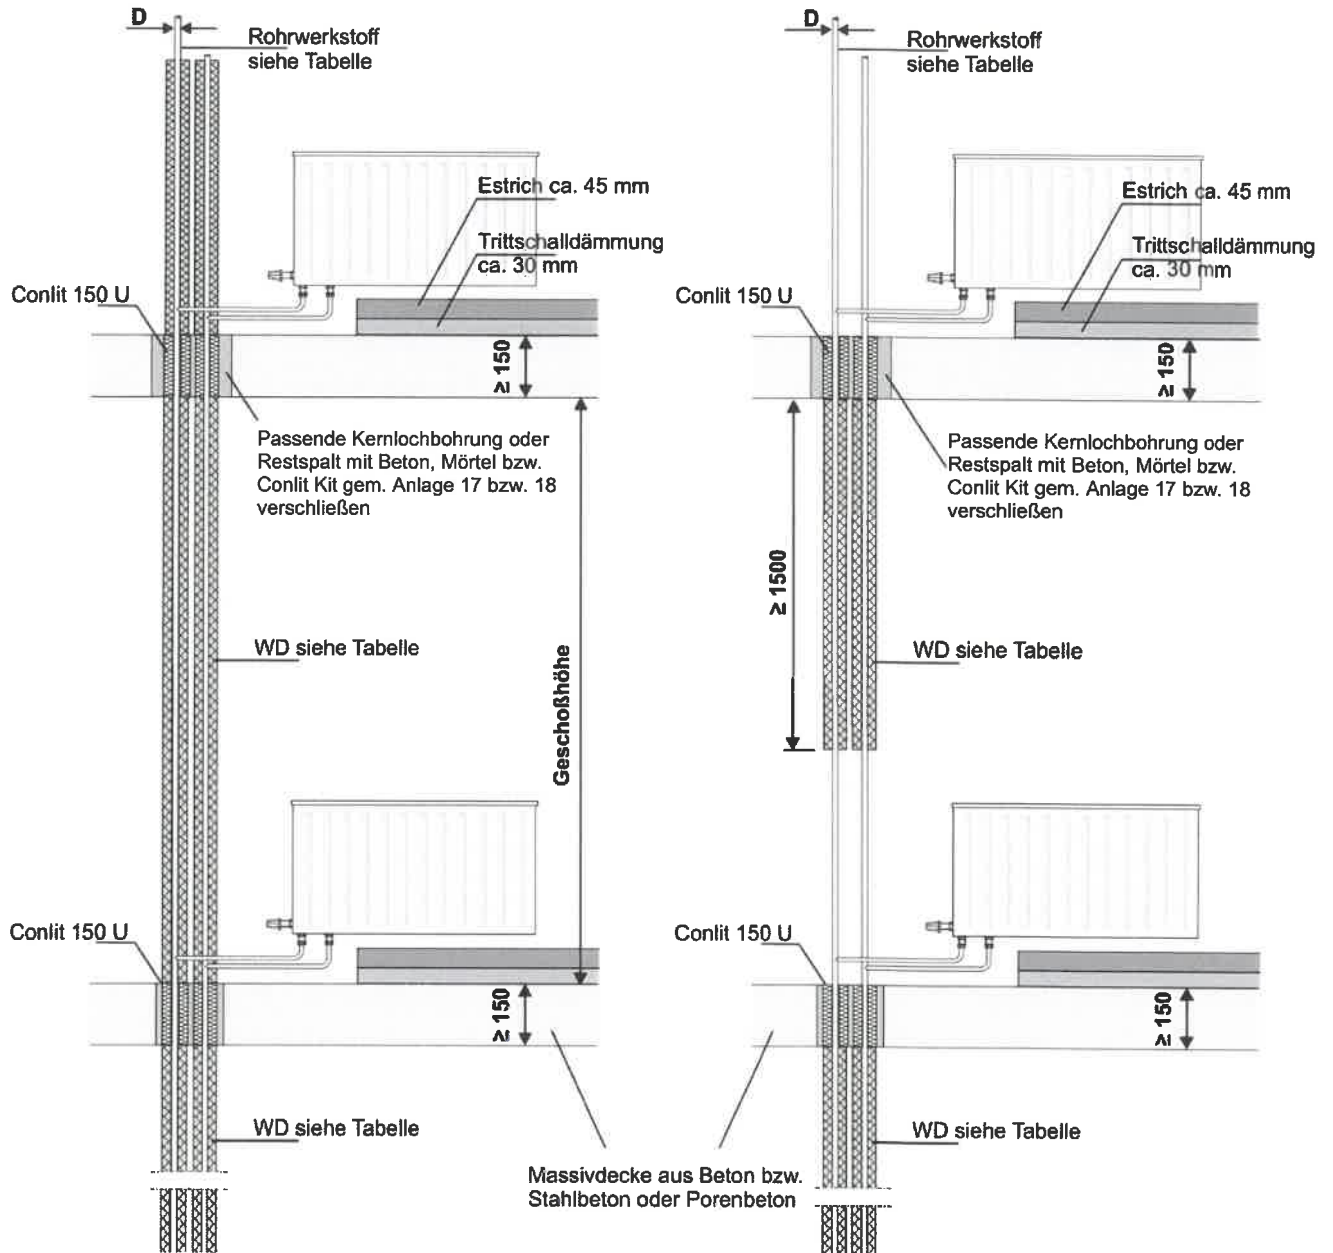 D
Rohrwerkstoff
siehe Tabelle
Estrich ca. 45 mm
Trittschalldämmung
ca. 30 mm
Conlit 150 U
≥ 150
Passende Kernlochbohrung oder
Restspalt mit Beton, Mörtel bzw.
Conlit Kit gem. Anlage 17 bzw. 18
verschließen
WD siehe Tabelle
Geschoßhöhe
Conlit 150 U
≥ 150
WD siehe Tabelle
D
Rohrwerkstoff
siehe Tabelle
Estrich ca. 45 mm
Trittschalldämmung
ca. 30 mm
Conlit 150 U
≥ 150
Passende Kernlochbohrung oder
Restspalt mit Beton, Mörtel bzw.
Conlit Kit gem. Anlage 17 bzw. 18
verschließen
≥ 1500
WD siehe Tabelle
Conlit 150 U
≥ 150
WD siehe Tabelle
Massivdecke aus Beton bzw.
Stahlbeton oder Porenbeton